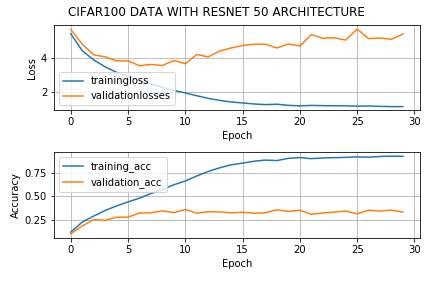 CIFAR100 DATA WITH RESNET 50 ARCHITECTURE
4
2
Loss
trainingloss
validationlosses
0 5 10 15 20 25 30
Epoch
0.75
0.50
0.25
Accuracy
training_acc
validation_acc
0 5 10 15 20 25 30
Epoch